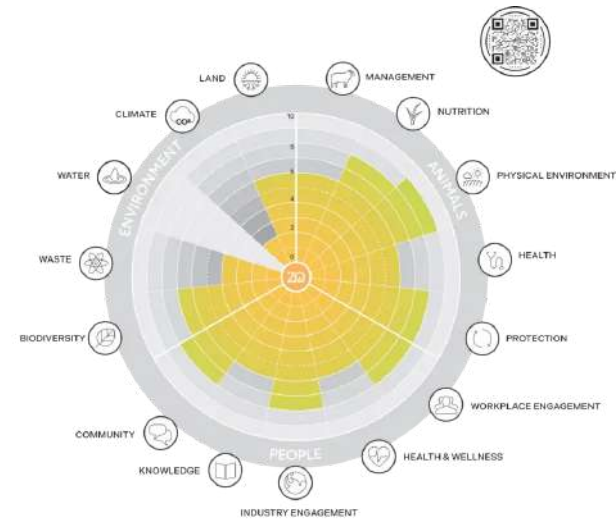 LAND
MANAGEMENT
CLIMATE
CO²
NUTRITION
WATER
PHYSICAL ENVIRONMENT
ENVIRONMENT
ANIMALS
10
8
6
4
2
0
ZQ
WASTE
HEALTH
BIODIVERSITY
PROTECTION
COMMUNITY
WORKPLACE ENGAGEMENT
PEOPLE
KNOWLEDGE
HEALTH & WELLNESS
INDUSTRY ENGAGEMENT